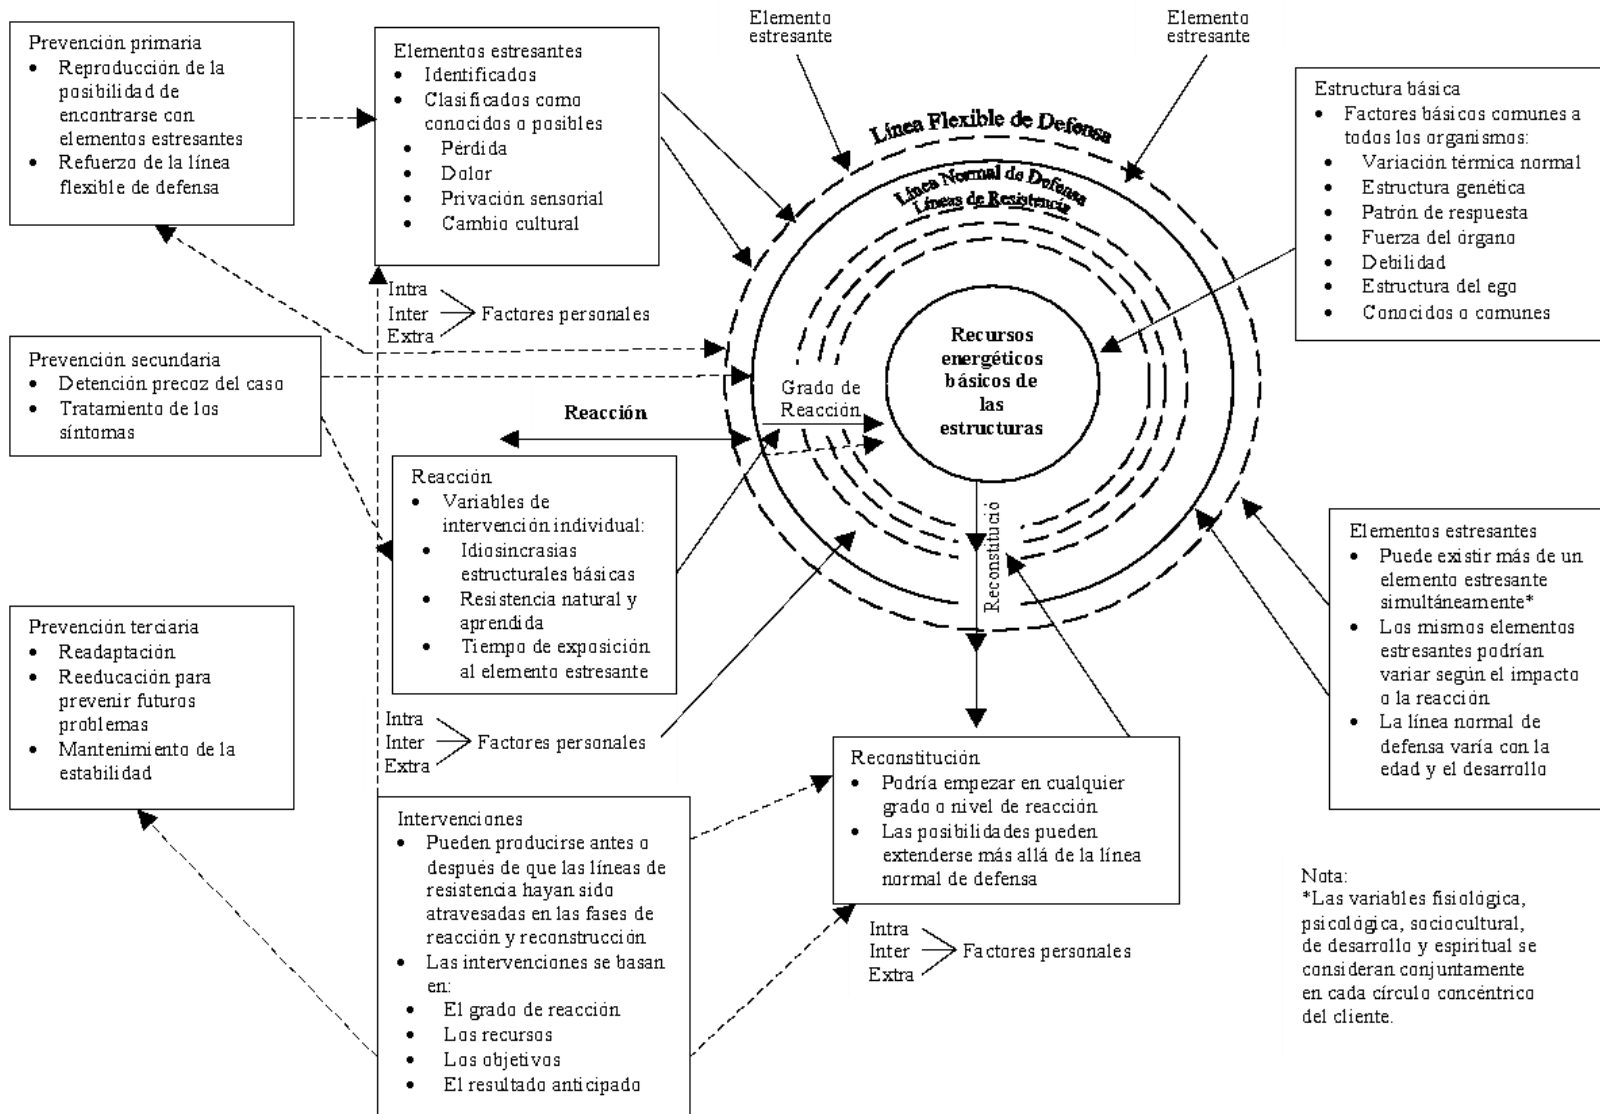 Prevención primaria
• Reproducción de la
posibilidad de
encontrarse con
elementos estresantes
• Refuerzo de la línea
flexible de defensa
Elementos estresantes
• Identificados
• Clasificados como
conocidos o posibles
• Pérdida
• Dolor
• Privación sensorial
• Cambio cultural
Elemento
estresante
Elemento
estresante
Estructura básica
• Factores básicos comunes a
todos los organismos:
• Variación térmica normal
• Estructura genética
• Patrón de respuesta
• Fuerza del órgano
• Debilidad
• Estructura del ego
• Conocidos o comunes
Línea Flexible de Defensa
Línea Normal de Defensa
Líneas de Resistencia
Recursos
energéticos
básicos de
las
estructuras
Intra
Inter
Extra
Factores personales
Prevención secundaria
• Detención precoz del caso
• Tratamiento de los
síntomas
Grado de
Reacción
Reacción
Reacción
• Variables de
intervención individual:
• Idiosincrasias
estructurales básicas
• Resistencia natural y
aprendida
• Tiempo de exposición
al elemento estresante
Reconstitució
Elementos estresantes
• Puede existir más de un
elemento estresante
simultáneamente*
• Los mismos elementos
estresantes podrían
variar según el impacto
o la reacción
• La línea normal de
defensa varía con la
edad y el desarrollo
Prevención terciaria
• Readaptación
• Reeducación para
prevenir futuros
problemas
• Mantenimiento de la
estabilidad
Intra
Inter
Extra
Factores personales
Reconstitución
• Podría empezar en cualquier
grado o nivel de reacción
• Las posibilidades pueden
extenderse más allá de la línea
normal de defensa
Intervenciones
• Pueden producirse antes o
después de que las líneas de
resistencia hayan sido
atravesadas en las fases de
reacción y reconstrucción
• Las intervenciones se basan
en:
• El grado de reacción
• Los recursos
• Los objetivos
• El resultado anticipado
Intra
Inter
Extra
Factores personales
Nota:
*Las variables fisiológica,
psicológica, sociocultural,
de desarrollo y espiritual se
consideran conjuntamente
en cada círculo concéntrico
del cliente.